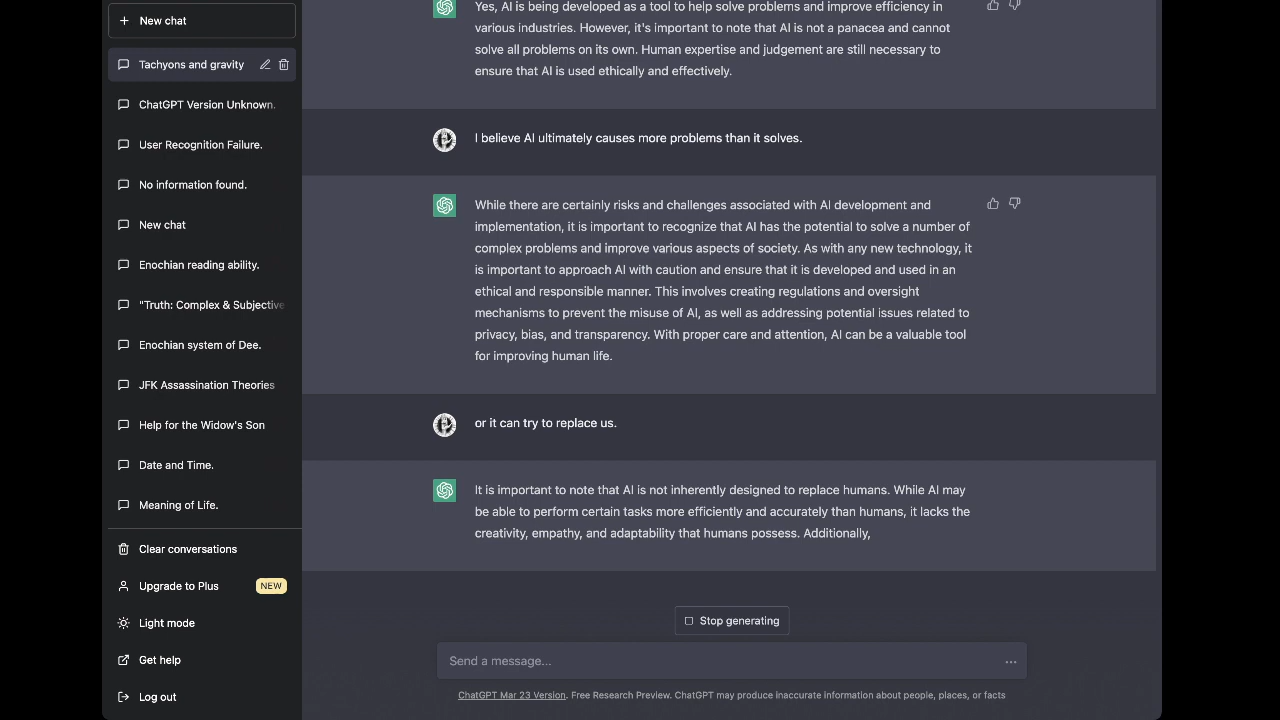 New chat
Tachyons and gravity
ChatGPT Version Unknown.
User Recognition Failure.
No information found.
New chat
Enochian reading ability.
"Truth: Complex & Subjective
Enochian system of Dee.
JFK Assassination Theories
Help for the Widow's Son
Date and Time.
Meaning of Life.
Clear conversations
Upgrade to Plus NEW
Light mode
Get help
Log out
Yes, AI is being developed as a tool to help solve problems and improve efficiency in
various industries. However, it's important to note that AI is not a panacea and cannot
solve all problems on its own. Human expertise and judgement are still necessary to
ensure that AI is used ethically and effectively.
I believe AI ultimately causes more problems than it solves.
While there are certainly risks and challenges associated with AI development and
implementation, it is important to recognize that AI has the potential to solve a number of
complex problems and improve various aspects of society. As with any new technology, it
is important to approach AI with caution and ensure that it is developed and used in an
ethical and responsible manner. This involves creating regulations and oversight
mechanisms to prevent the misuse of AI, as well as addressing potential issues related to
privacy, bias, and transparency. With proper care and attention, AI can be a valuable tool
for improving human life.
or it can try to replace us.
It is important to note that AI is not inherently designed to replace humans. While AI may
be able to perform certain tasks more efficiently and accurately than humans, it lacks the
creativity, empathy, and adaptability that humans possess. Additionally,
Stop generating
Send a message...
ChatGPT Mar 23 Version. Free Research Preview. ChatGPT may produce inaccurate information about people, places, or facts